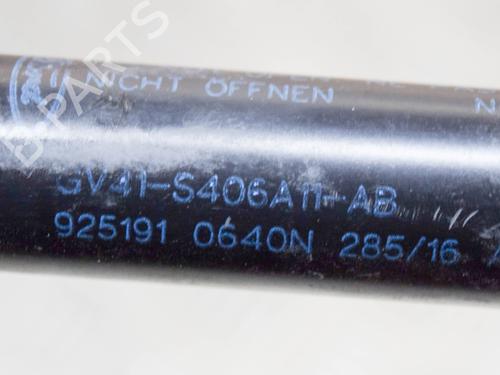 B-PARTS
NICHT ÖFFNEN
GV41-S406A11-AB
925191 0640N 285/16